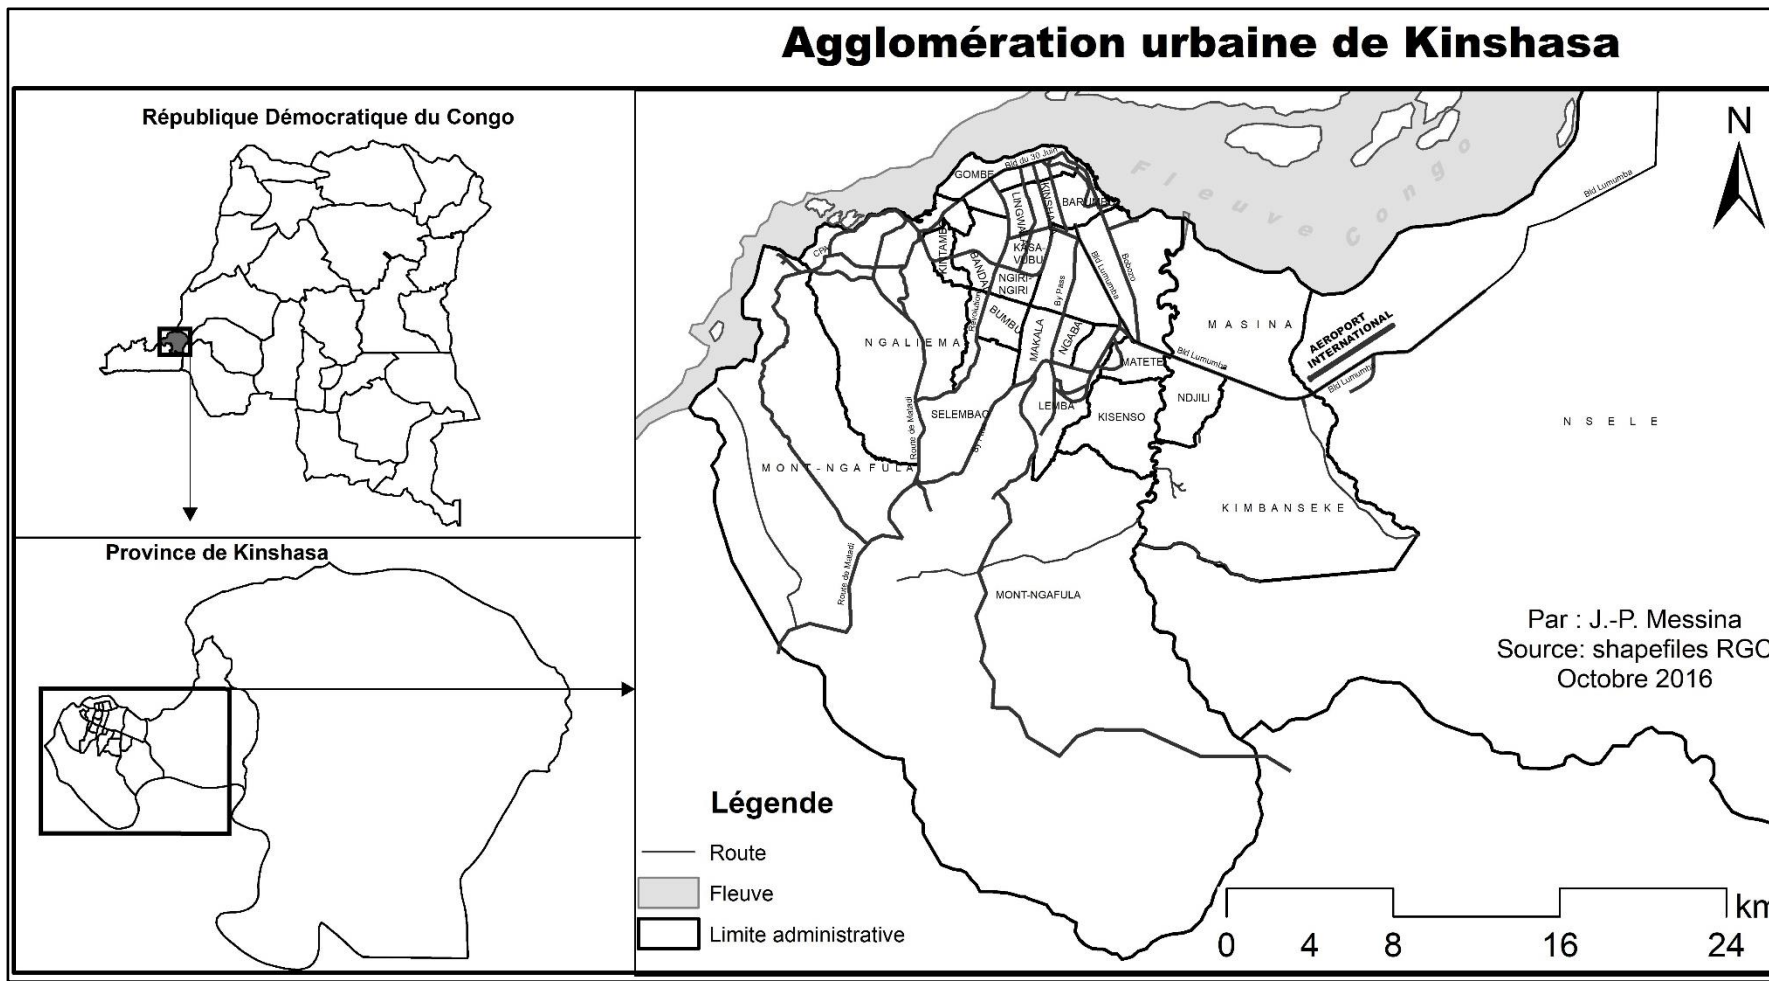 Agglomération urbaine de Kinshasa
République Démocratique du Congo
Province de Kinshasa
N
Fleuve Congo
Bld du 30 Juin
GOMBE
LINGWALA
KINSHASA
Bld Lumumba
KINTAMBO
KASA-
VUBU
BANDAL
NGIRI-
NGIRI
By Pass
Bld Lumumba
Bobozo
Révolution
BUMBU
MAKALA
NGABA
MATETE
Bld Lumumba
MASINA
AEROPORT
INTERNATIONAL
Bld Lumumba
NGALIEMA
SELEMBAO
LEMBA
KISENSO
NDJILI
NSELE
Route de Matadi
MONT-NGAFULA
KIMBANSEKE
Route de Matadi
MONT-NGAFULA
Par : J.-P. Messina
Source: shapefiles RGC
Octobre 2016
Légende
Route
Fleuve
Limite administrative
km
0 4 8 16 24